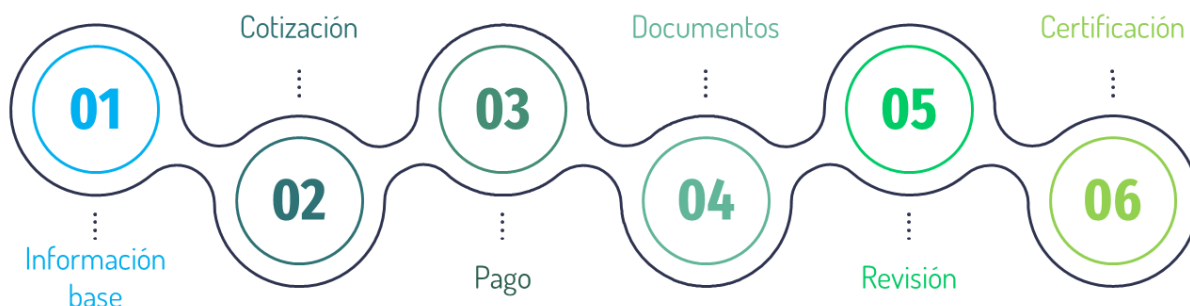 01
Información
base
Cotización
02
03
Pago
Documentos
04
05
Revisión
Certificación
06